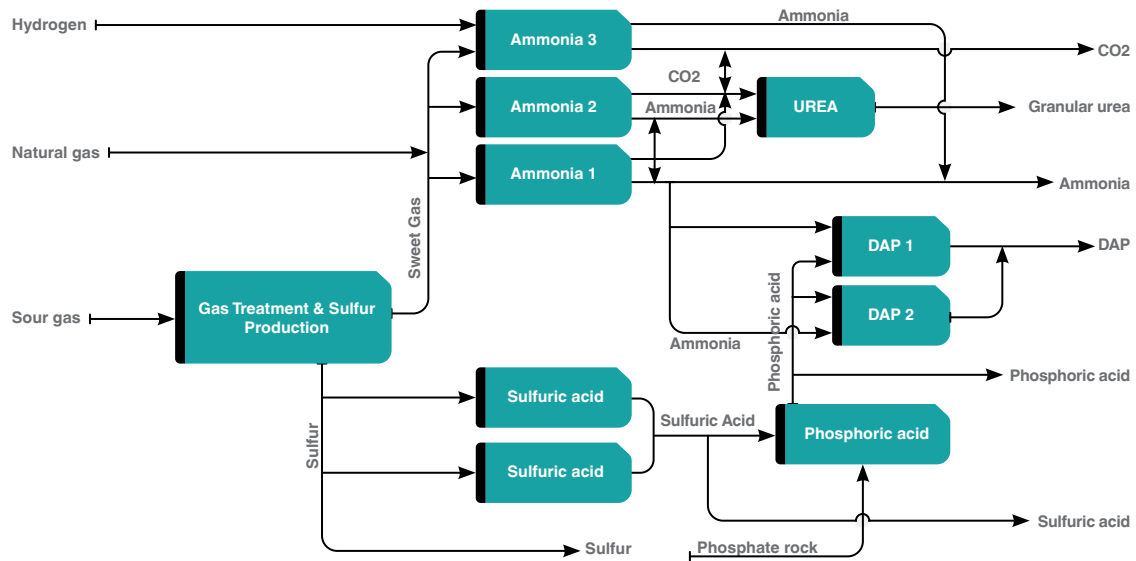 Hydrogen
Ammonia
Ammonia 3
CO2
CO2
Ammonia 2
Ammonia
UREA
Granular urea
Natural gas
Ammonia 1
Ammonia
Sweet Gas
DAP 1
DAP
Phosphoric acid
Sour gas
Gas Treatment & Sulfur
Production
DAP 2
Ammonia
Phosphoric acid
Sulfuric acid
Sulfuric Acid
Phosphoric acid
Sulfur
Sulfuric acid
Sulfuric acid
Sulfur
Phosphate rock